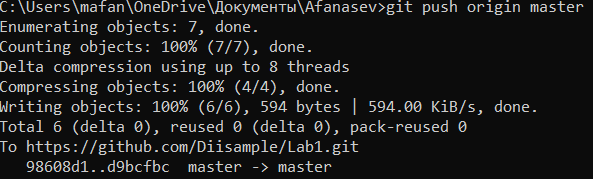 C:\Users\mafan\OneDrive\Документы\Afanasev>git push origin master
Enumerating objects: 7, done.
Counting objects: 100% (7/7), done.
Delta compression using up to 8 threads
Compressing objects: 100% (4/4), done.
Writing objects: 100% (6/6), 594 bytes | 594.00 KiB/s, done.
Total 6 (delta 0), reused 0 (delta 0), pack-reused 0
To https://github.com/Diisample/Lab1.git
   98608d1..d9bcfbc  master -> master